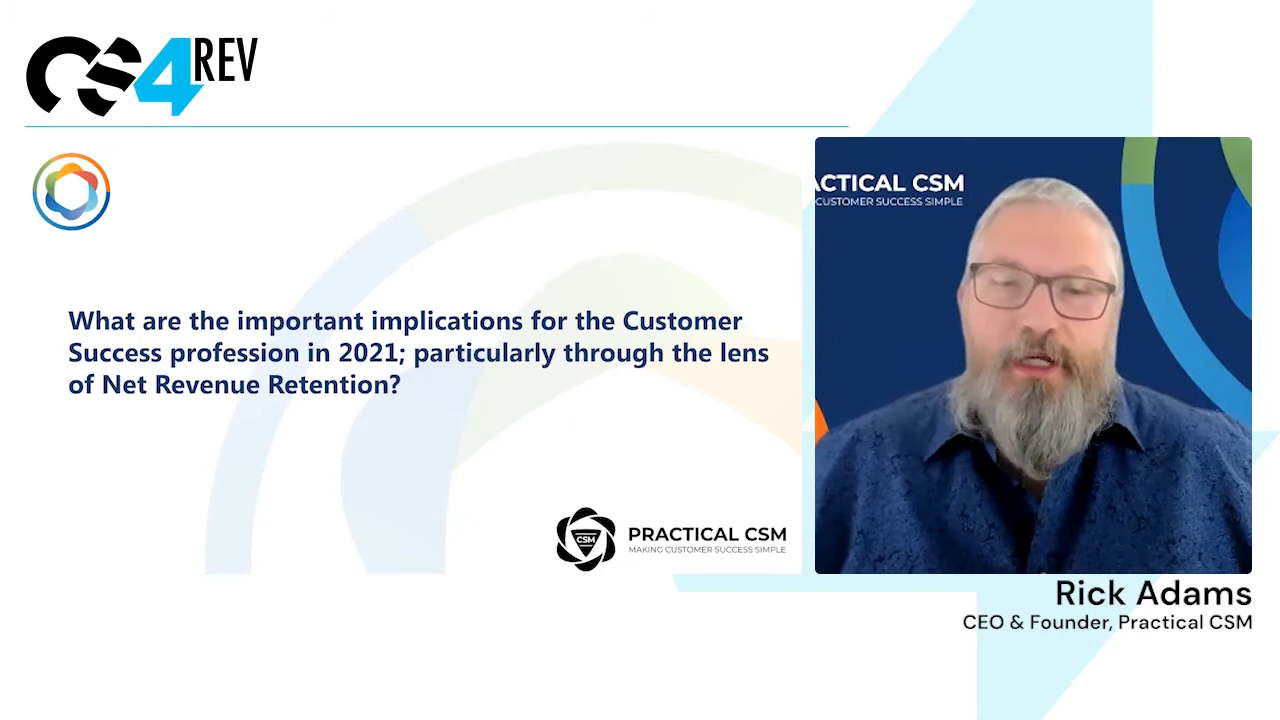 CS4REV
What are the important implications for the Customer
Success profession in 2021; particularly through the lens
of Net Revenue Retention?
CSM
PRACTICAL CSM
MAKING CUSTOMER SUCCESS SIMPLE
ACTICAL CSM
CUSTOMER SUCCESS SIMPLE
Rick Adams
CEO & Founder, Practical CSM